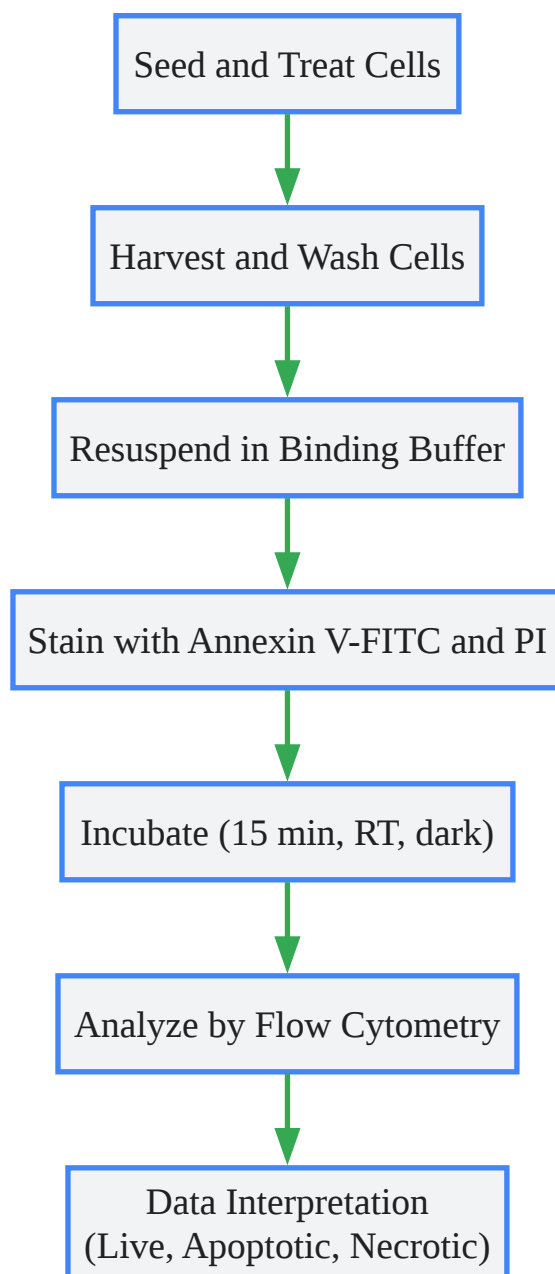 Seed and Treat Cells
Harvest and Wash Cells
Resuspend in Binding Buffer
Stain with Annexin V-FITC and PI
Incubate (15 min, RT, dark)
Analyze by Flow Cytometry
Data Interpretation
(Live, Apoptotic, Necrotic)